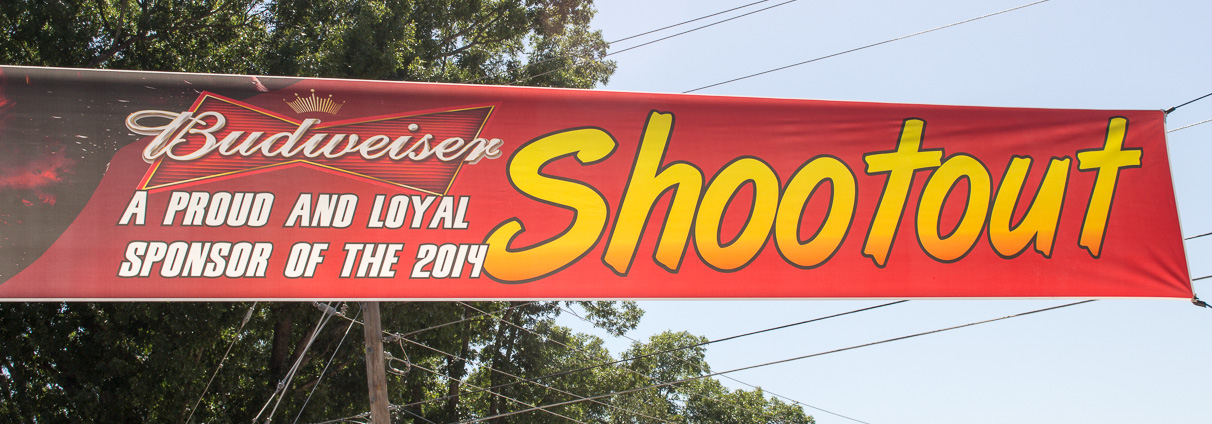 Budweiser
A PROUD AND LOYAL
SPONSOR OF THE 2014
Shootout